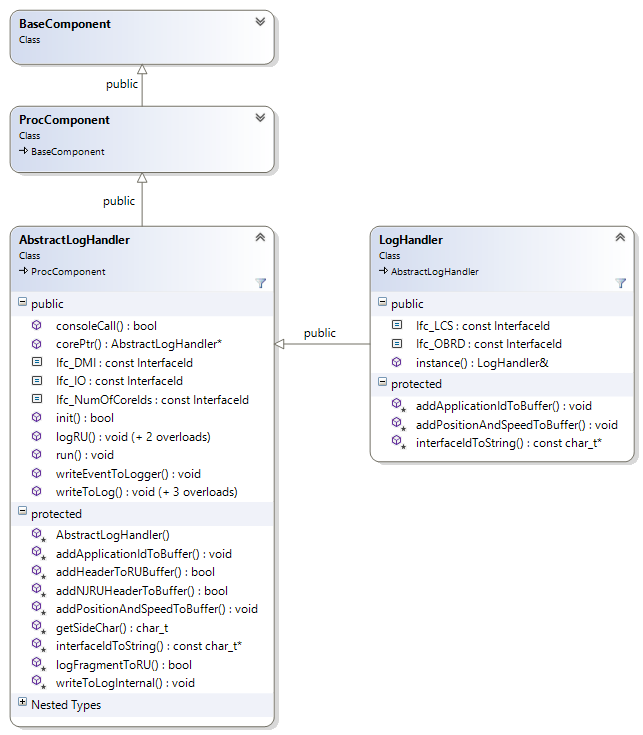 BaseComponent
Class
public
ProcComponent
Class
BaseComponent
public
AbstractLogHandler
Class
ProcComponent
public
consoleCall() : bool
corePtr() : AbstractLogHandler*
Ifc_DMI : const InterfaceId
Ifc_IO : const InterfaceId
Ifc_NumOfCoreIds : const InterfaceId
init() : bool
logRU() : void (+ 2 overloads)
run() : void
writeEventToLogger() : void
writeToLog() : void (+ 3 overloads)
protected
AbstractLogHandler()
addApplicationIdToBuffer() : void
addHeaderToRUBuffer() : bool
addNJRUHeaderToBuffer() : bool
addPositionAndSpeedToBuffer() : void
getSideChar() : char_t
interfaceIdToString() : const char_t*
logFragmentToRU() : bool
writeToLogInternal() : void
Nested Types
public
LogHandler
Class
AbstractLogHandler
public
Ifc_LCS : const InterfaceId
Ifc_OBRD : const InterfaceId
instance() : LogHandler&
protected
addApplicationIdToBuffer() : void
addPositionAndSpeedToBuffer() : void
interfaceIdToString() : const char_t*